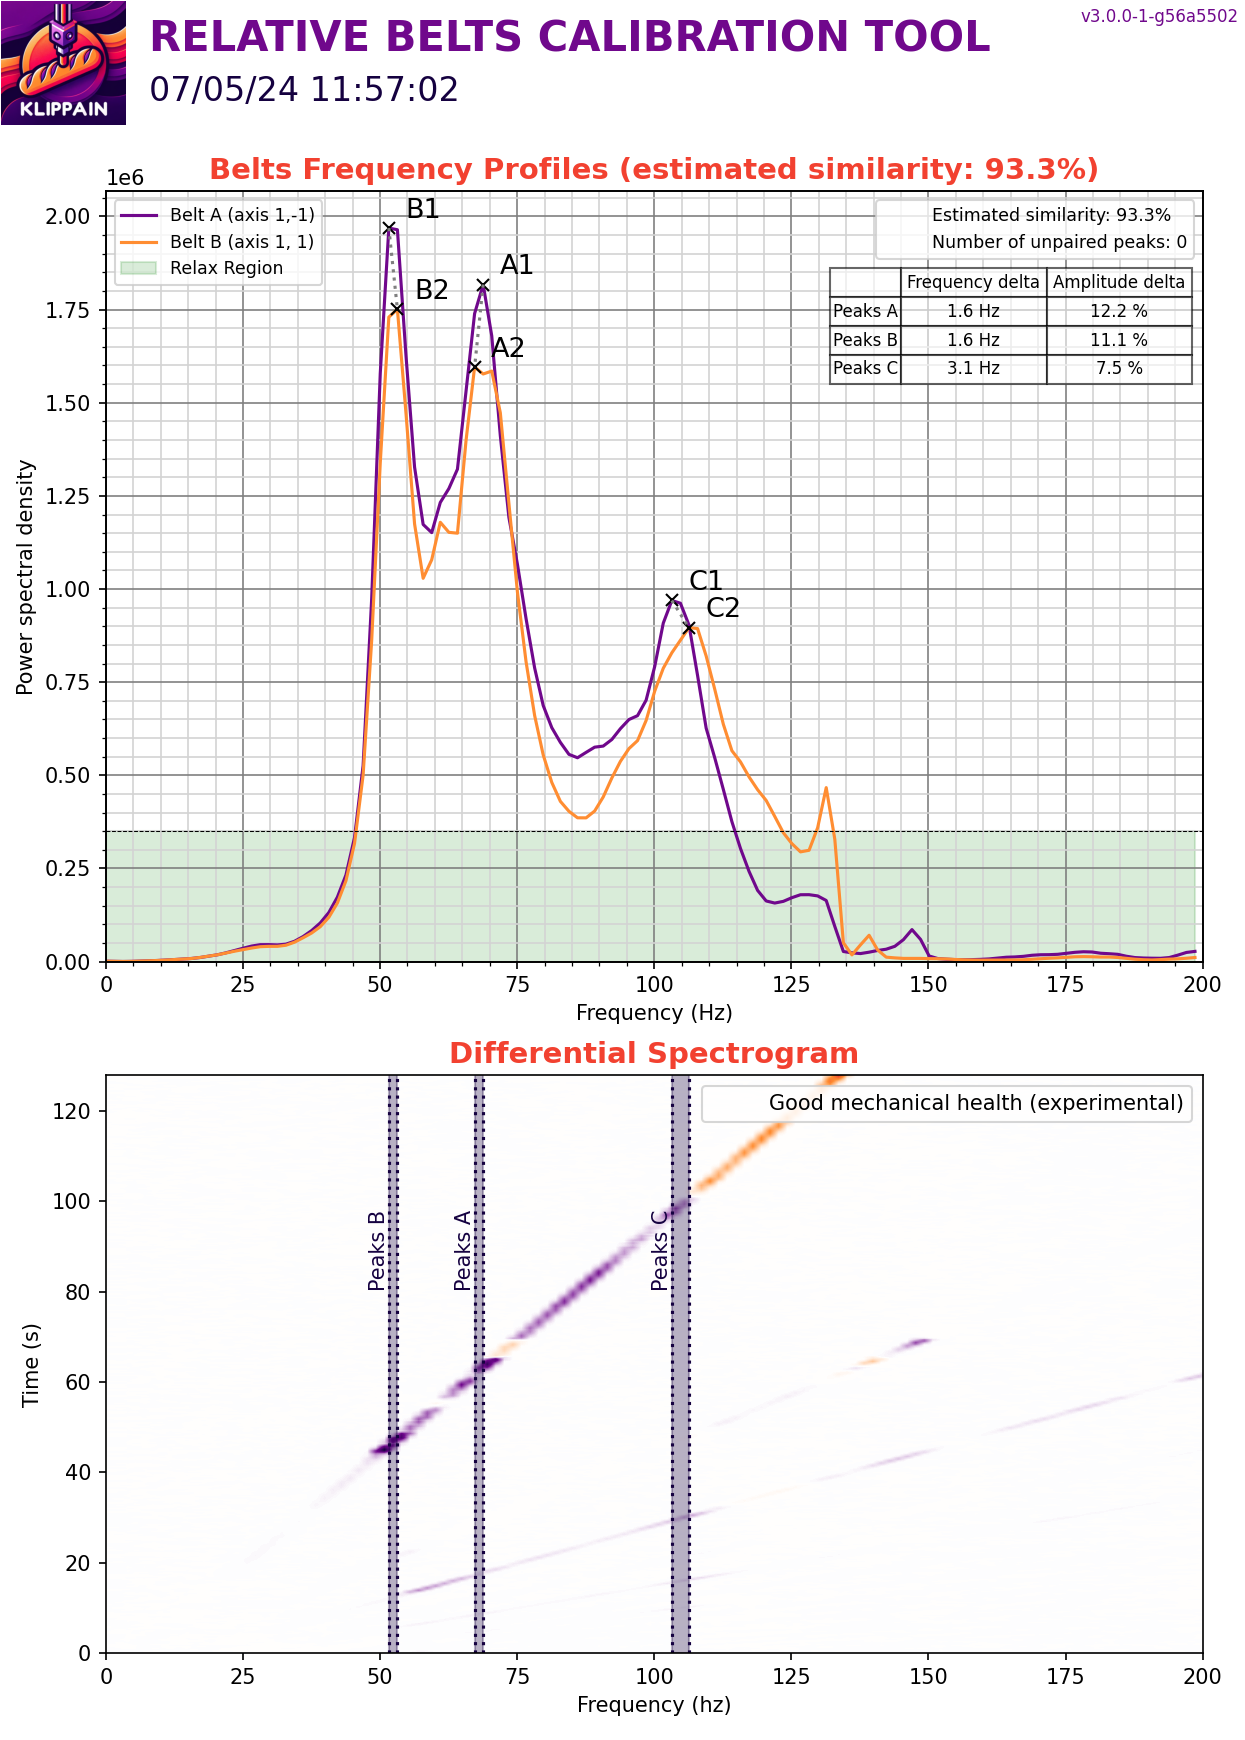 KLIPPAIN
RELATIVE BELTS CALIBRATION TOOL
v3.0.0-1-g56a5502
07/05/24 11:57:02
Belts Frequency Profiles (estimated similarity: 93.3%)
1e6
Belt A (axis 1,-1)
Belt B (axis 1, 1)
Relax Region
Estimated similarity: 93.3%
Number of unpaired peaks: 0
Frequency delta Amplitude delta
Peaks A 1.6 Hz 12.2 %
Peaks B 1.6 Hz 11.1 %
Peaks C 3.1 Hz 7.5 %
B1
B2
A1
A2
C1
C2
2.00
1.75
1.50
1.25
1.00
0.75
0.50
0.25
0.00
Power spectral density
0 25 50 75 100 125 150 175 200
Frequency (Hz)
Differential Spectrogram
Good mechanical health (experimental)
Peaks B
Peaks A
Peaks C
120
100
80
60
40
20
0
Time (s)
0 25 50 75 100 125 150 175 200
Frequency (hz)